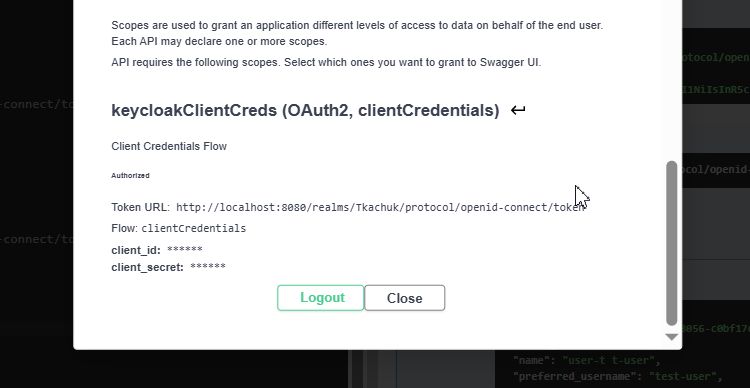 Scopes are used to grant an application different levels of access to data on behalf of the end user.
Each API may declare one or more scopes.
API requires the following scopes. Select which ones you want to grant to Swagger UI.
keycloakClientCreds (OAuth2, clientCredentials) ↩
Client Credentials Flow
Authorized
Token URL: http://localhost:8080/realms/Tkachuk/protocol/openid-connect/token
Flow: clientCredentials
client_id: ******
client_secret: ******
Logout Close
-connect/to
-connect/to
otocol/open
I1NiIsInR5c
ocol/openid-
3056-c0bf17
"name": "user-t t-user",
"preferred_username": "test-user",